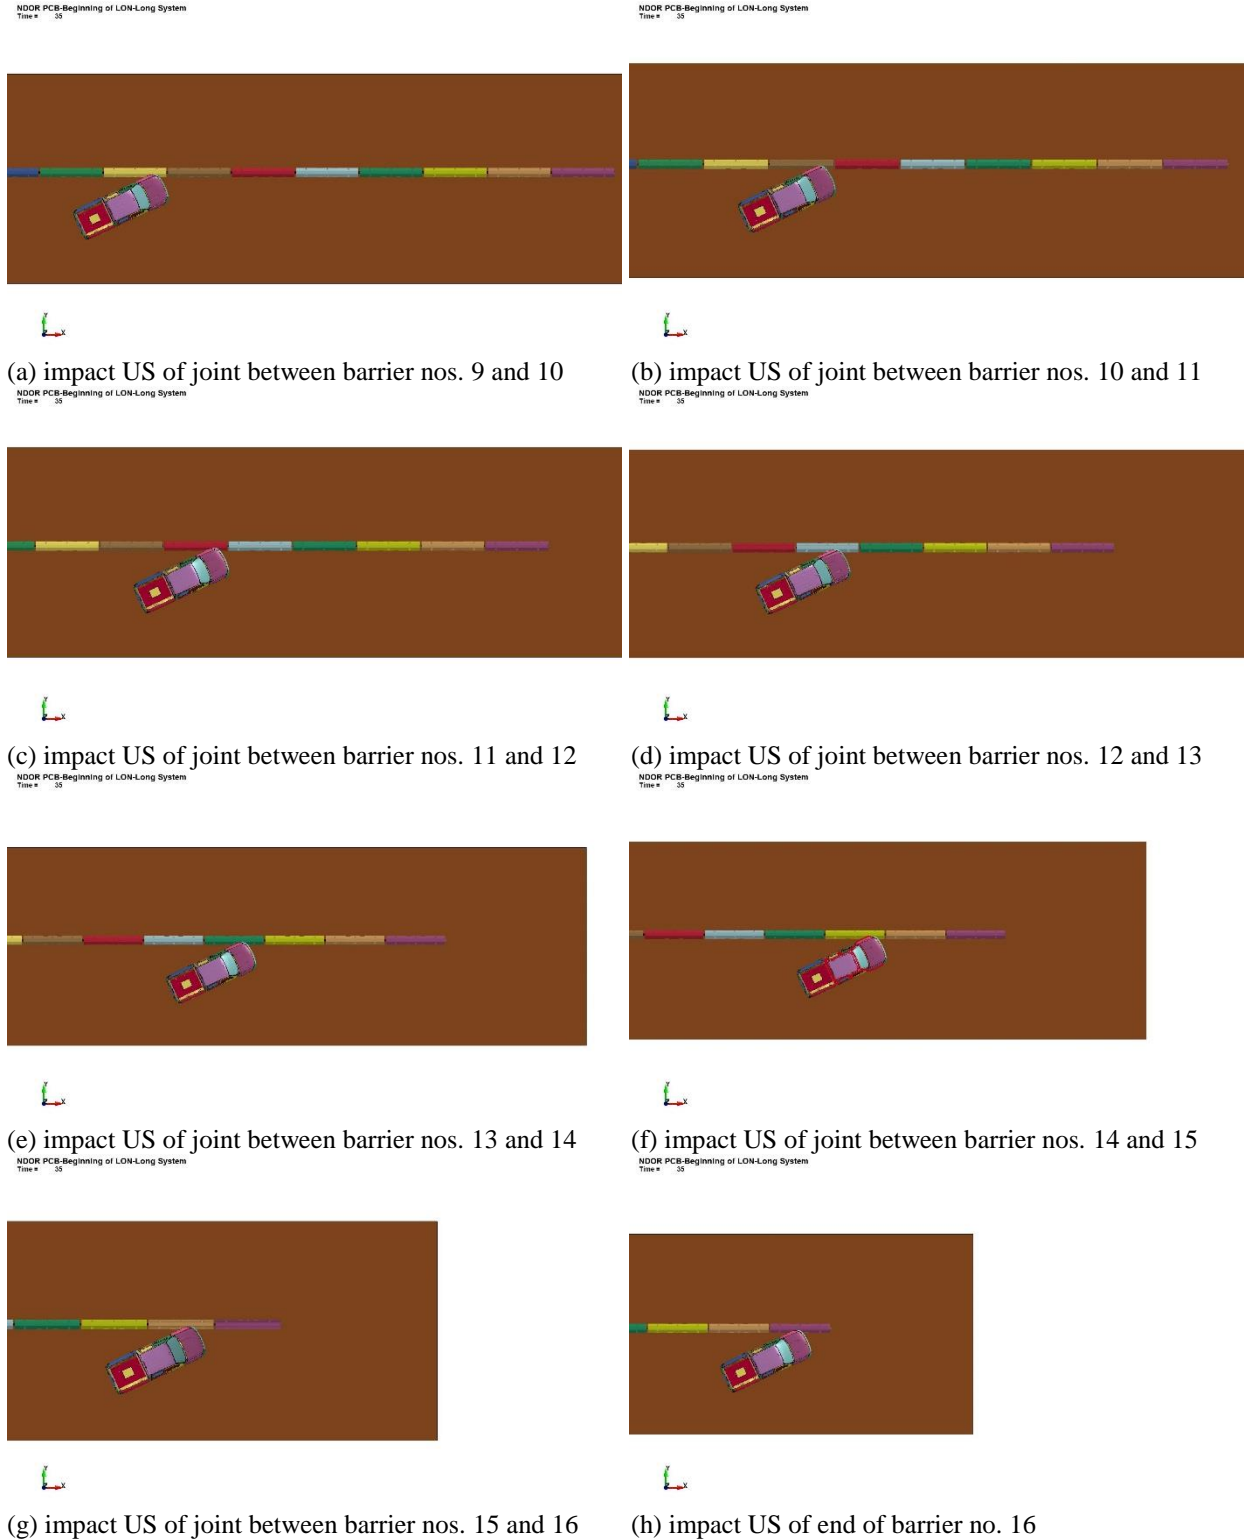 NDOR PCB-Beginning of LON-Long System
Time = 35
NDOR PCB-Beginning of LON-Long System
Time = 35
Y
X
Y
X
(a) impact US of joint between barrier nos. 9 and 10
(b) impact US of joint between barrier nos. 10 and 11
NDOR PCB-Beginning of LON-Long System
Time = 35
NDOR PCB-Beginning of LON-Long System
Time = 35
Y
X
Y
X
(c) impact US of joint between barrier nos. 11 and 12
(d) impact US of joint between barrier nos. 12 and 13
NDOR PCB-Beginning of LON-Long System
Time = 35
NDOR PCB-Beginning of LON-Long System
Time = 35
Y
X
Y
X
(e) impact US of joint between barrier nos. 13 and 14
(f) impact US of joint between barrier nos. 14 and 15
NDOR PCB-Beginning of LON-Long System
Time = 35
NDOR PCB-Beginning of LON-Long System
Time = 35
Y
X
Y
X
(g) impact US of joint between barrier nos. 15 and 16
(h) impact US of end of barrier no. 16